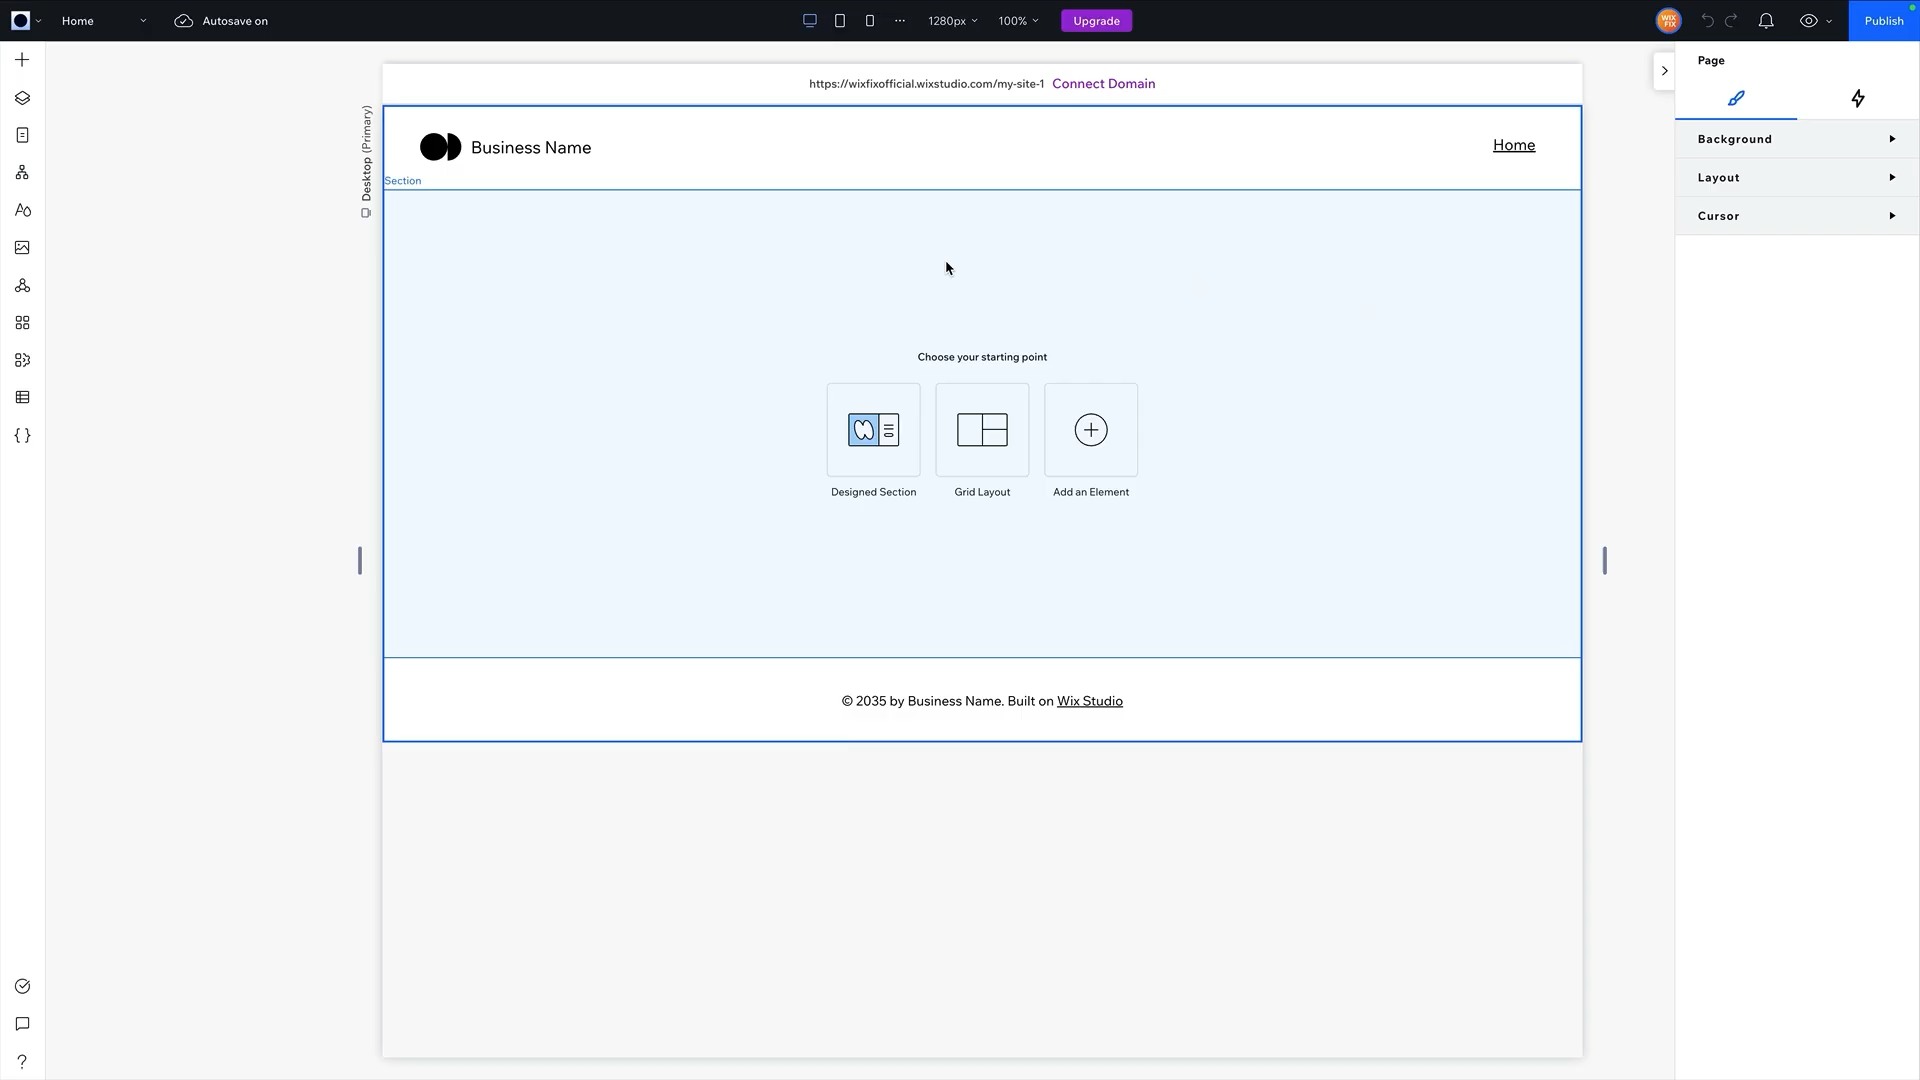 Home
Autosave on
1280px
100%
Upgrade
WIX FIX
Publish
https://wixfixofficial.wixstudio.com/my-site-1 Connect Domain
Page
Desktop (Primary)
Business Name
Home
Section
Background
Layout
Cursor
Choose your starting point
Designed Section
Grid Layout
Add an Element
© 2035 by Business Name. Built on Wix Studio